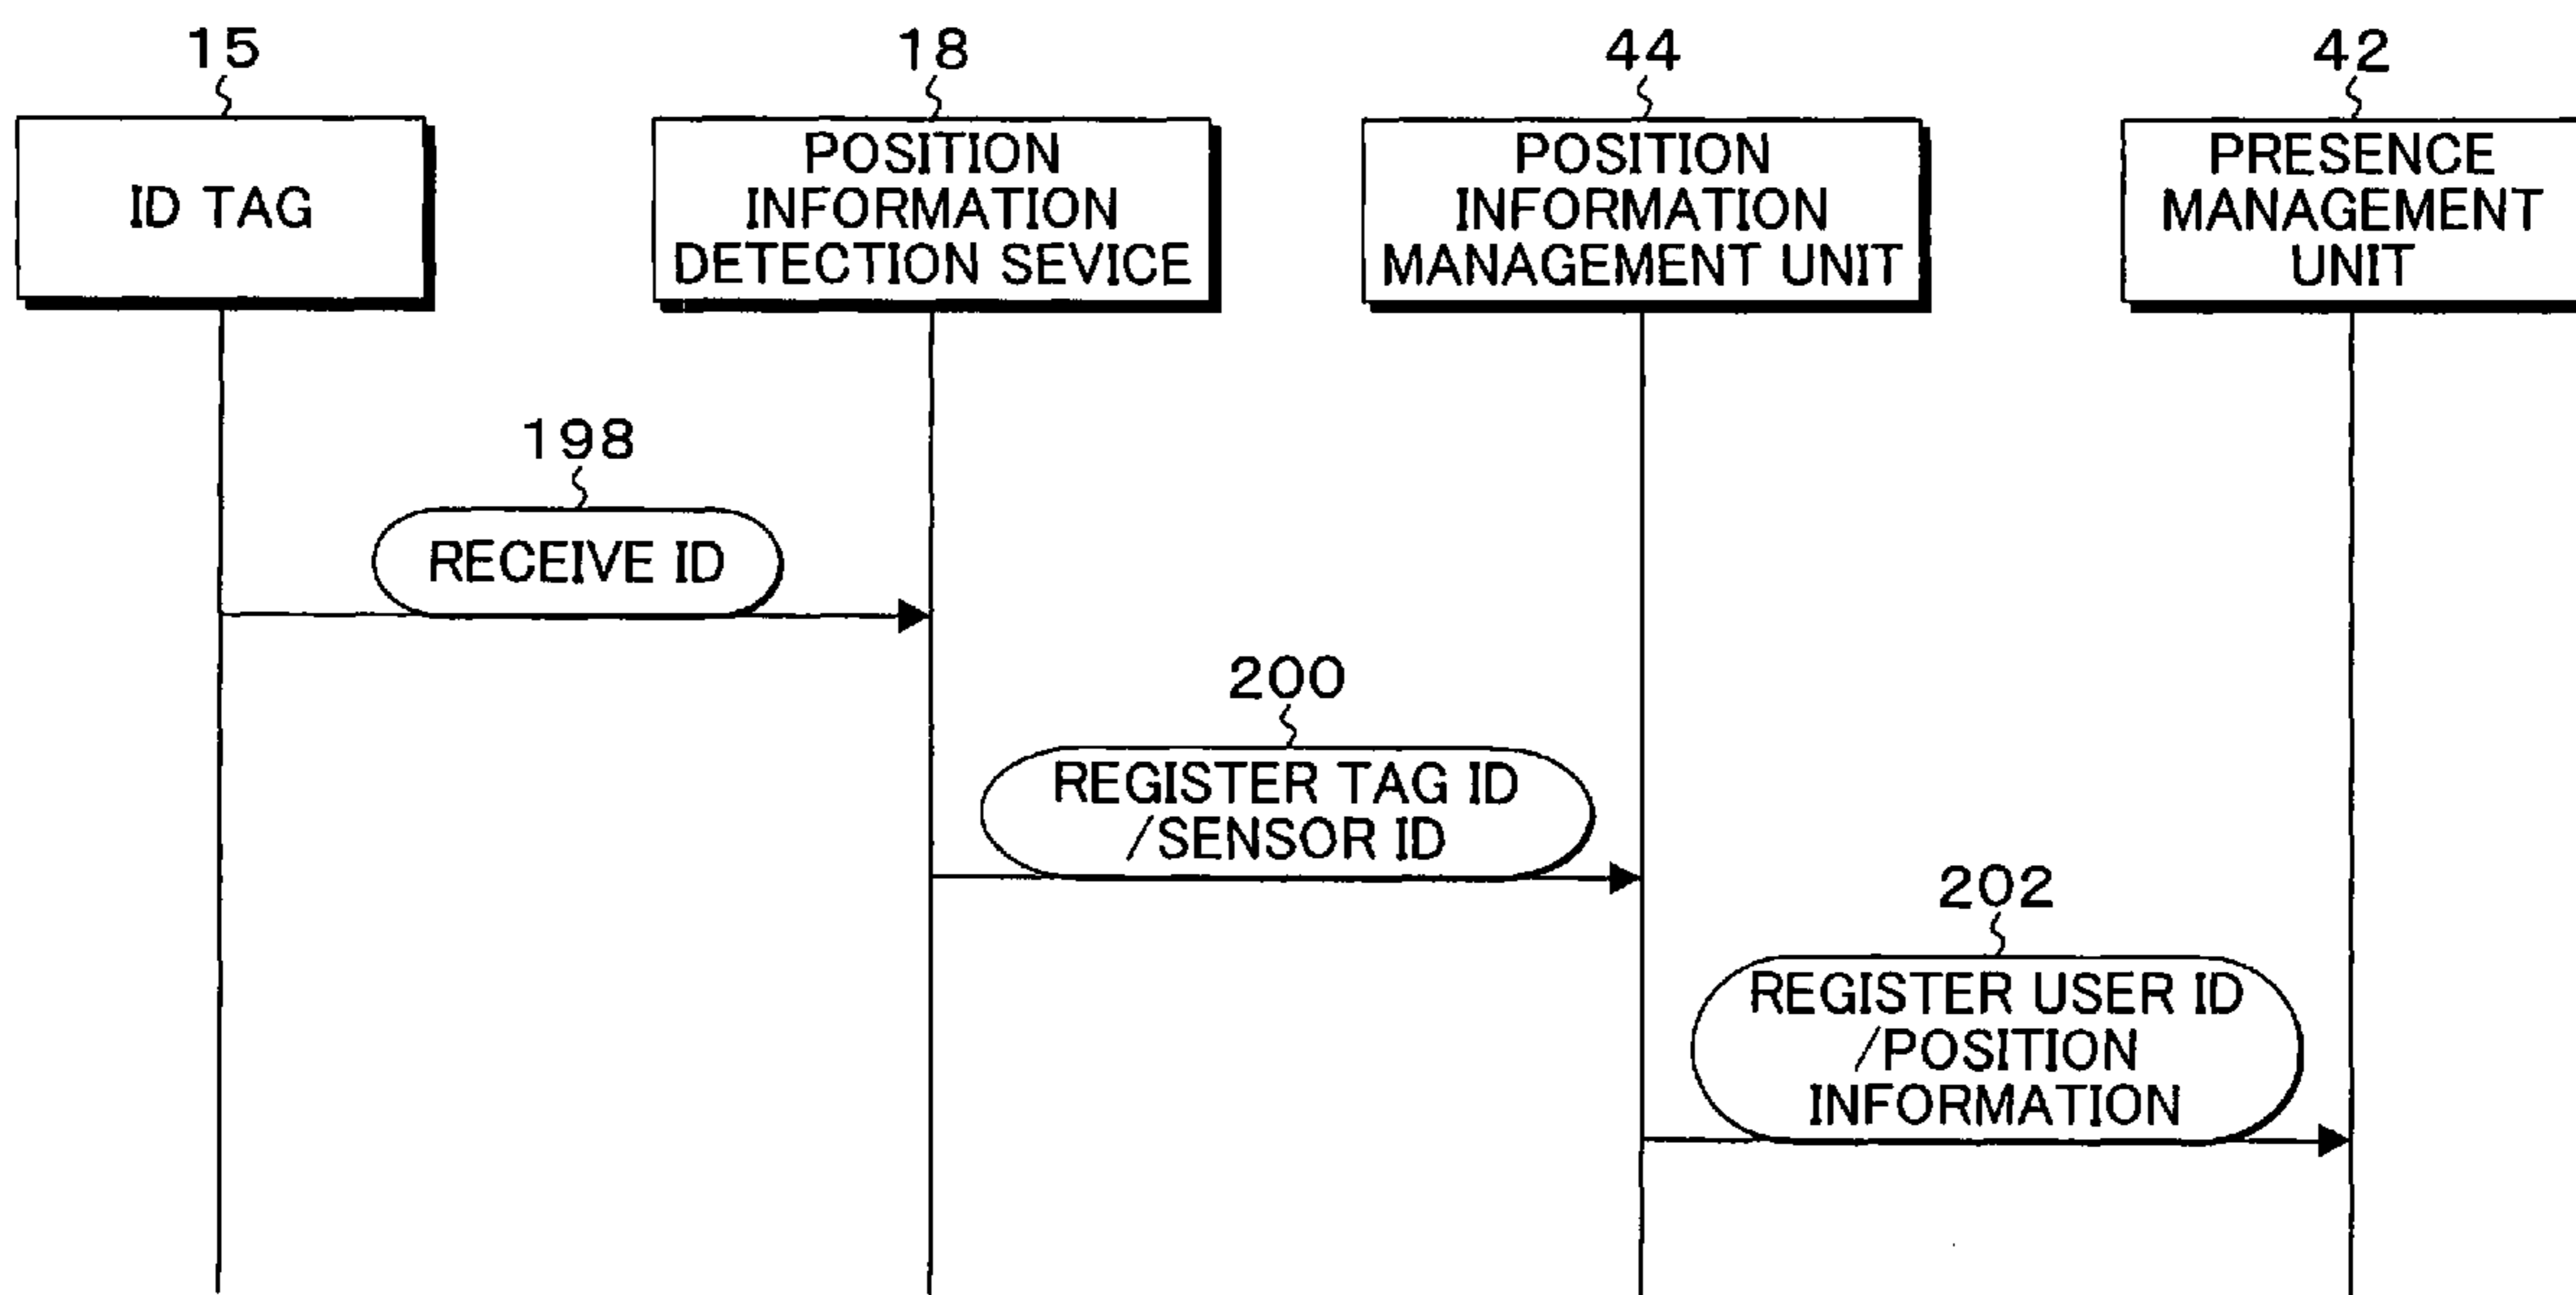 15
ID TAG
18
POSITION
INFORMATION
DETECTION SEVICE
44
POSITION
INFORMATION
MANAGEMENT UNIT
42
PRESENCE
MANAGEMENT
UNIT
198
RECEIVE ID
200
REGISTER TAG ID
/SENSOR ID
202
REGISTER USER ID
/POSITION
INFORMATION